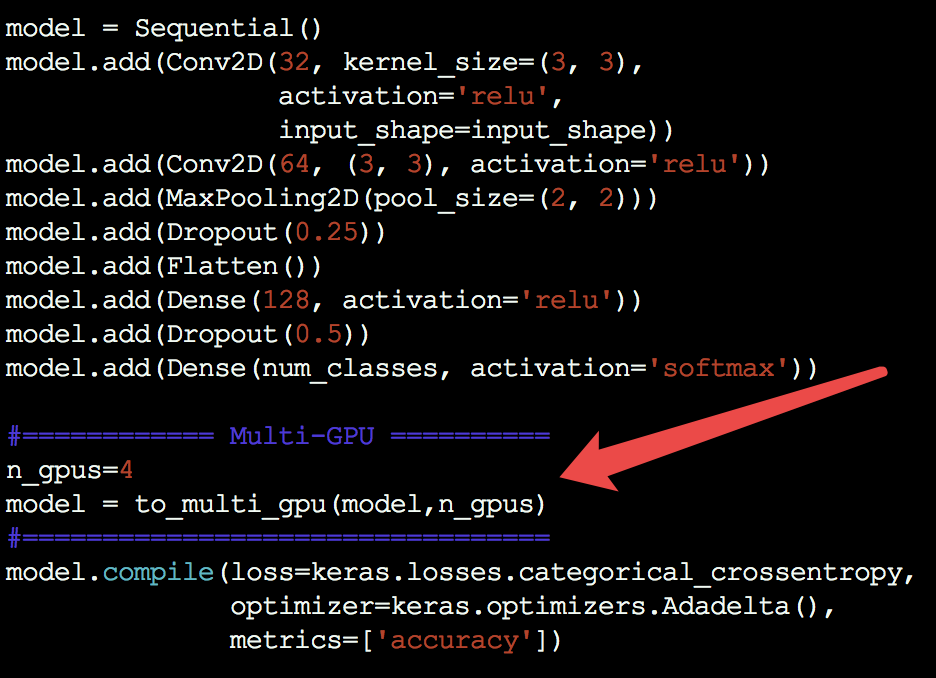 model = Sequential()
model.add(Conv2D(32, kernel_size=(3, 3),
                 activation='relu',
                 input_shape=input_shape))
model.add(Conv2D(64, (3, 3), activation='relu'))
model.add(MaxPooling2D(pool_size=(2, 2)))
model.add(Dropout(0.25))
model.add(Flatten())
model.add(Dense(128, activation='relu'))
model.add(Dropout(0.5))
model.add(Dense(num_classes, activation='softmax'))
#============ Multi-GPU ==========
n_gpus=4
model = to_multi_gpu(model,n_gpus)
#=================================
model.compile(loss=keras.losses.categorical_crossentropy,
              optimizer=keras.optimizers.Adadelta(),
              metrics=['accuracy'])